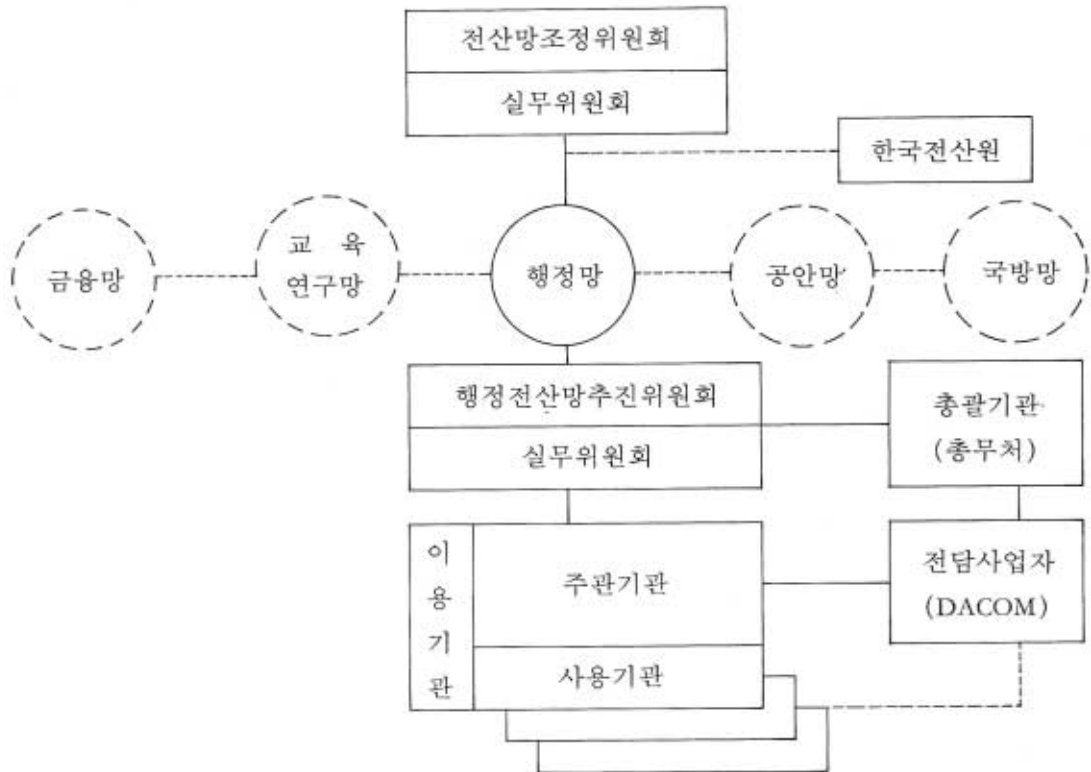 전산망조정위원회
실무위원회
한국전산원
금융망
교 육
연구망
행정망
공안망
국방망
행정전산망추진위원회
실무위원회
총괄기관
(총무처)
이
용
기
관
주관기관
사용기관
전담사업자
(DACOM)